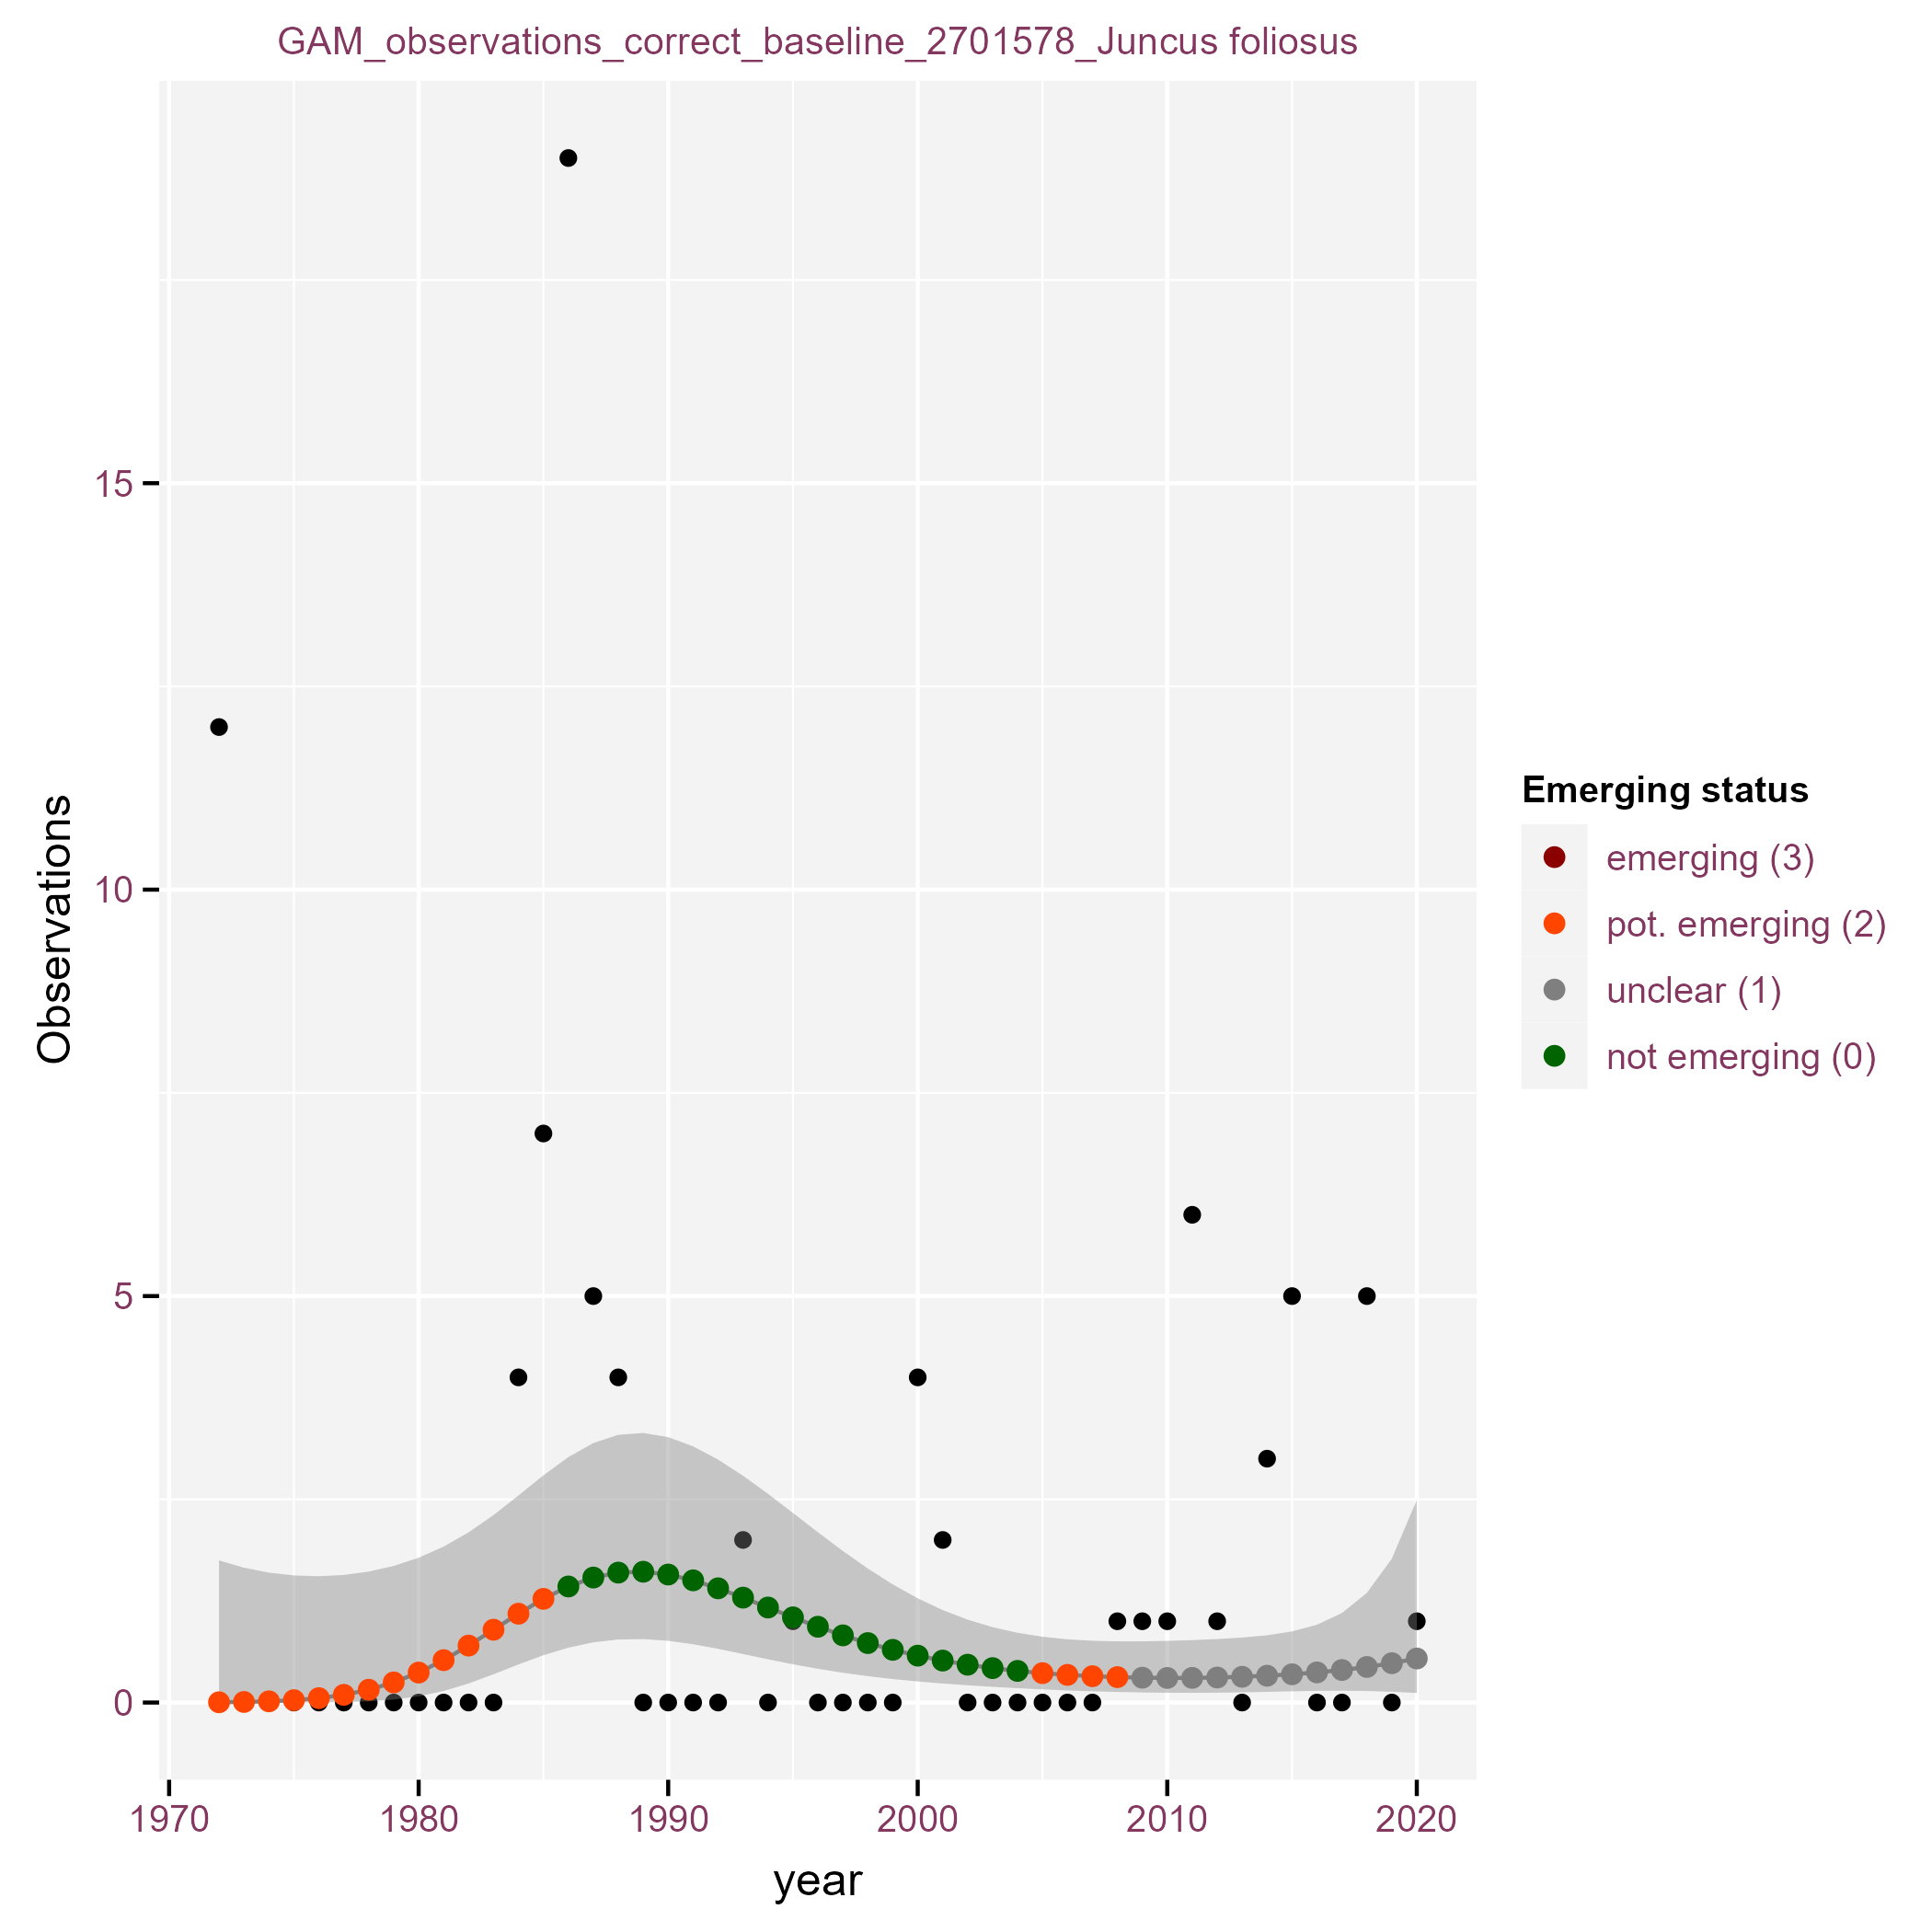 GAM_observations_correct_baseline_2701578_Juncus foliosus
Observations
15
10
5
0
1970
1980
1990
2000
2010
2020
year
Emerging status
emerging (3)
pot. emerging (2)
unclear (1)
not emerging (0)